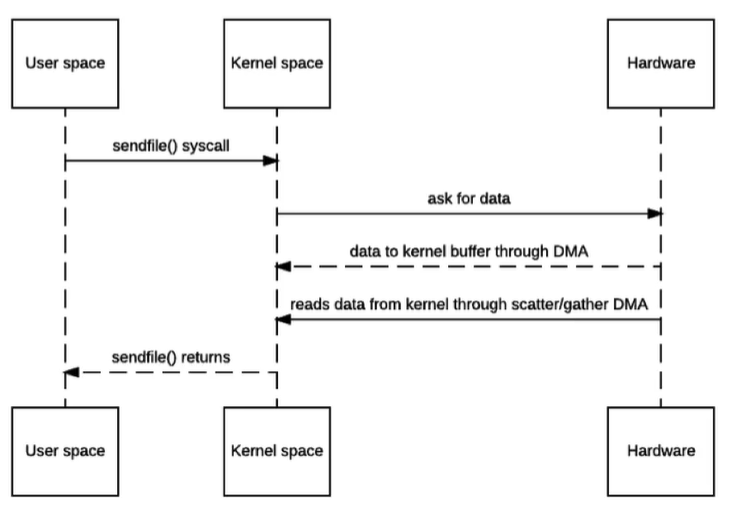 User space
Kernel space
Hardware
sendfile() syscall
ask for data
data to kernel buffer through DMA
reads data from kernel through scatter/gather DMA
sendfile() returns
User space
Kernel space
Hardware